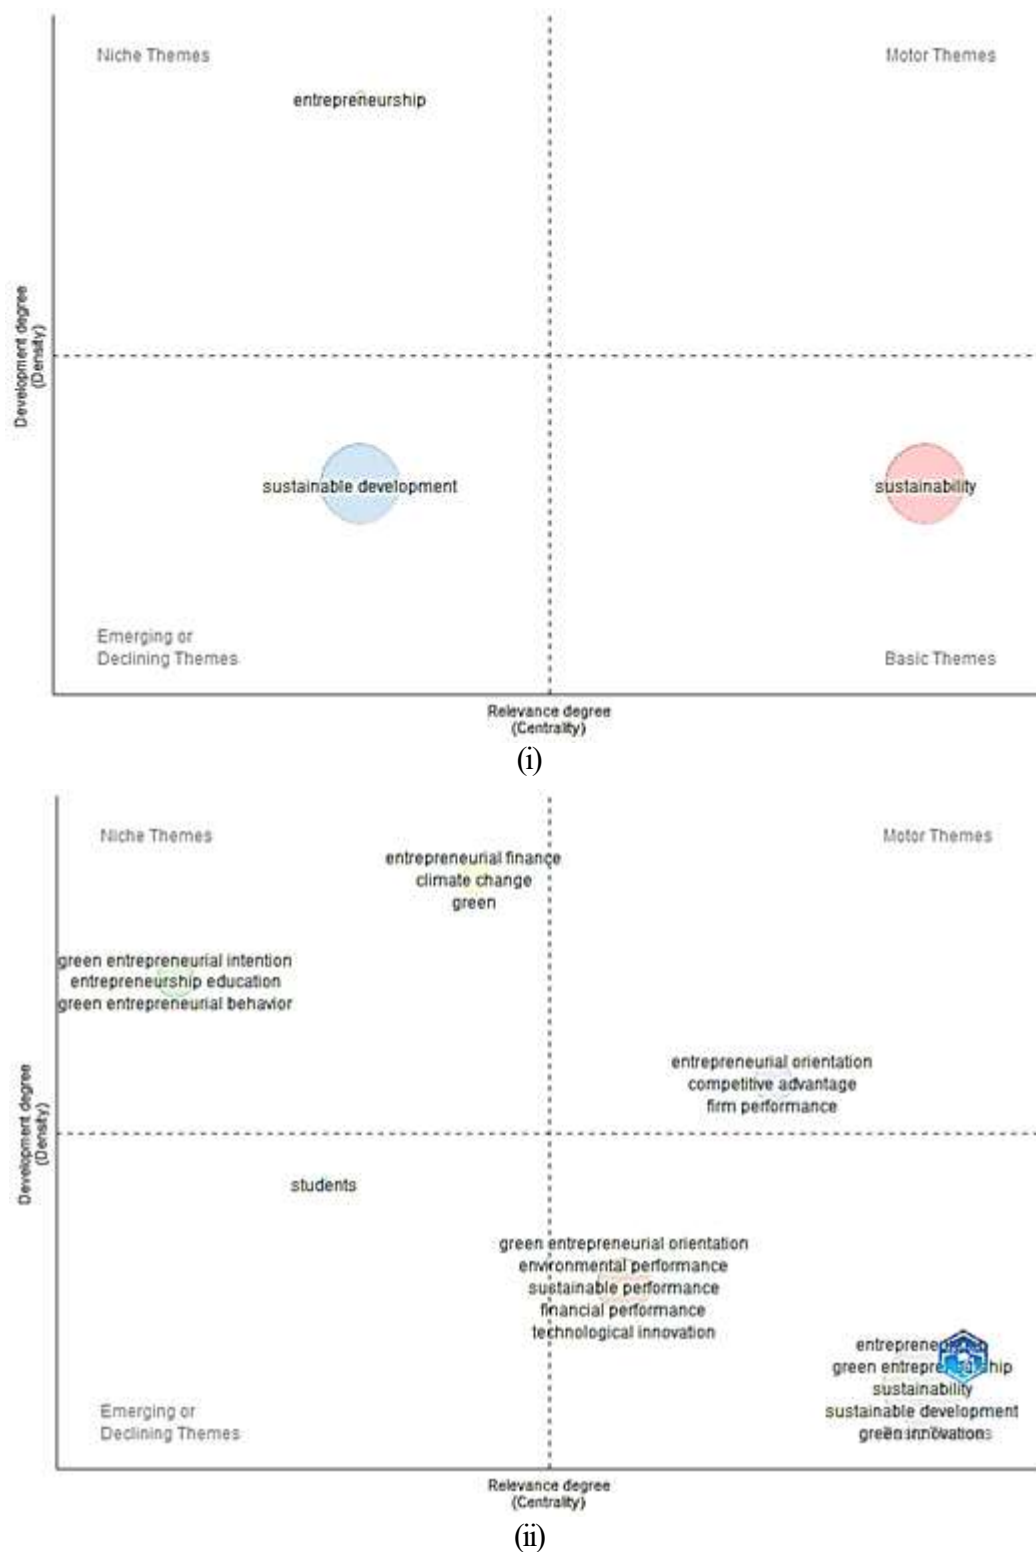 Niche Themes
Motor Themes
entrepreneurship
Development degree
(Density)
sustainable development
sustainability
Emerging or
Declining Themes
Basic Themes
Relevance degree
(Centrality)
(i)
Niche Themes
Motor Themes
entrepreneurial finance
climate change
green
green entrepreneurial intention
entrepreneurship education
green entrepreneurial behavior
entrepreneurial orientation
competitive advantage
firm performance
Development degree
(Density)
students
green entrepreneurial orientation
environmental performance
sustainable performance
financial performance
technological innovation
green
sustainability
sustainable development
green innovation
Emerging or
Declining Themes
Relevance degree
(Centrality)
(ii)